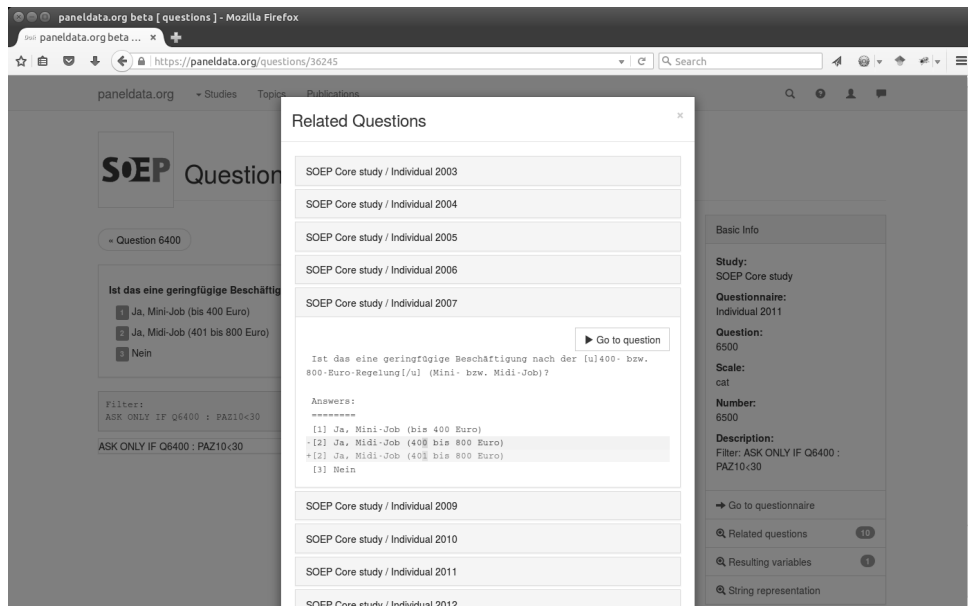 paneldata.org beta [ questions ] - Mozilla Firefox
paneldata.org beta ... ×
https://paneldata.org/questions/36245
Search
paneldata.org Studies Topics Publications
Related Questions ×
SOEP Question
« Question 6400
Ist das eine geringfügige Beschäftig
1 Ja, Mini-Job (bis 400 Euro)
2 Ja, Midi-Job (401 bis 800 Euro)
3 Nein
Filter:
ASK ONLY IF Q6400 : PAZ10<30
ASK ONLY IF Q6400 : PAZ10<30
SOEP Core study / Individual 2003
SOEP Core study / Individual 2004
SOEP Core study / Individual 2005
SOEP Core study / Individual 2006
SOEP Core study / Individual 2007
Go to question
Ist das eine geringfügige Beschäftigung nach der [u]400- bzw.
800-Euro-Regelung[/u] (Mini- bzw. Midi-Job)?
Answers:
========
[1] Ja, Mini-Job (bis 400 Euro)
-[2] Ja, Midi-Job (400 bis 800 Euro)
+[2] Ja, Midi-Job (401 bis 800 Euro)
[3] Nein
SOEP Core study / Individual 2009
SOEP Core study / Individual 2010
SOEP Core study / Individual 2011
SOEP Core study / Individual 2012
Basic Info
Study:
SOEP Core study
Questionnaire:
Individual 2011
Question:
6500
Scale:
cat
Number:
6500
Description:
Filter: ASK ONLY IF Q6400 :
PAZ10<30
Go to questionnaire
Related questions 10
Resulting variables 1
String representation